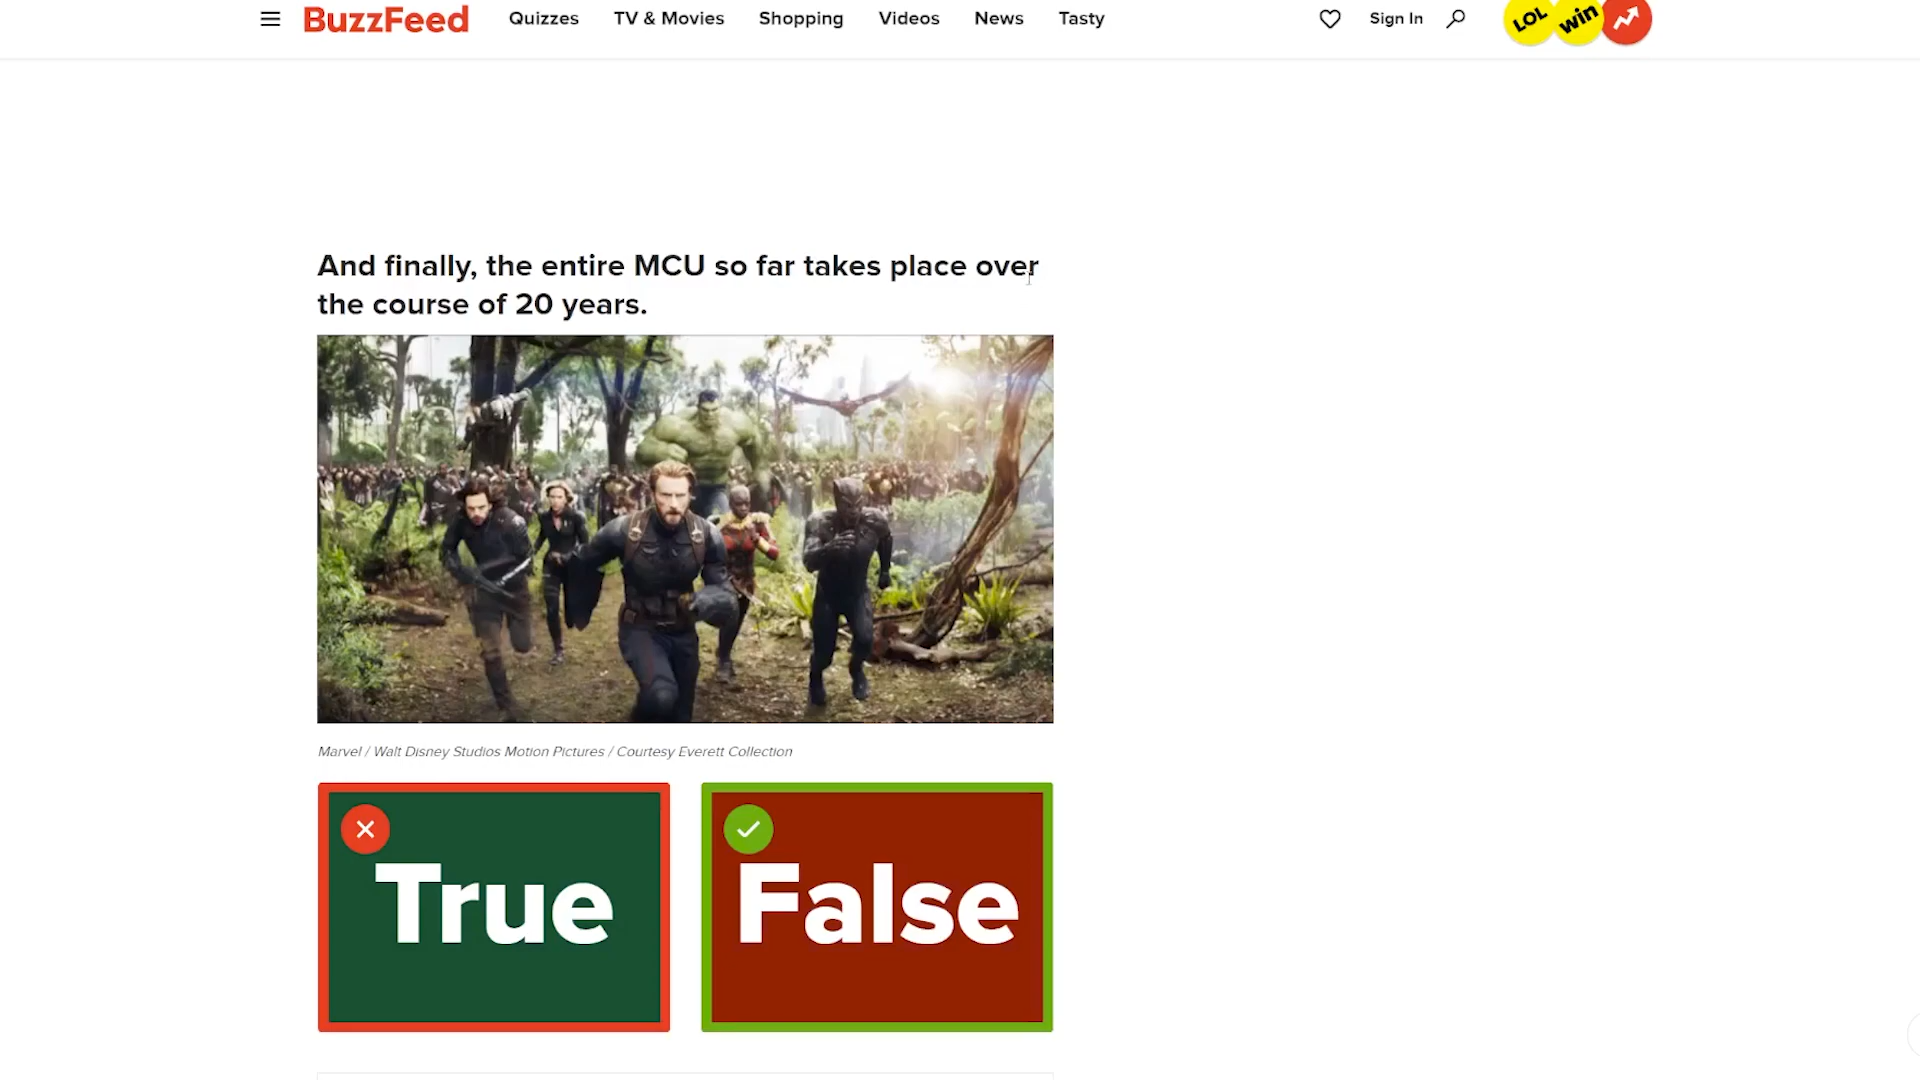 BuzzFeed
Quizzes TV & Movies Shopping Videos News Tasty
Sign In
LOL win
And finally, the entire MCU so far takes place over
the course of 20 years.
Marvel / Walt Disney Studios Motion Pictures / Courtesy Everett Collection
True False